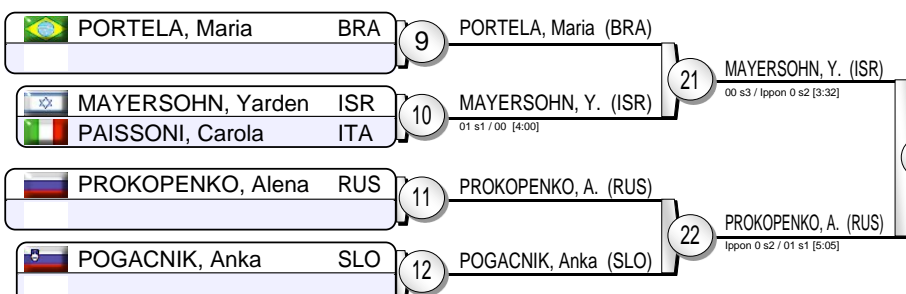 PORTELA, Maria BRA
9
PORTELA, Maria (BRA)
21
MAYERSOHN, Y. (ISR)
00 s3 / Ippon 0 s2 [3:32]
MAYERSOHN, Yarden ISR
PAISSONI, Carola ITA
10
MAYERSOHN, Y. (ISR)
01 s1 / 00 [4:00]
PROKOPENKO, Alena RUS
11
PROKOPENKO, A. (RUS)
22
PROKOPENKO, A. (RUS)
Ippon 0 s2 / 01 s1 [5:05]
POGACNIK, Anka SLO
12
POGACNIK, Anka (SLO)